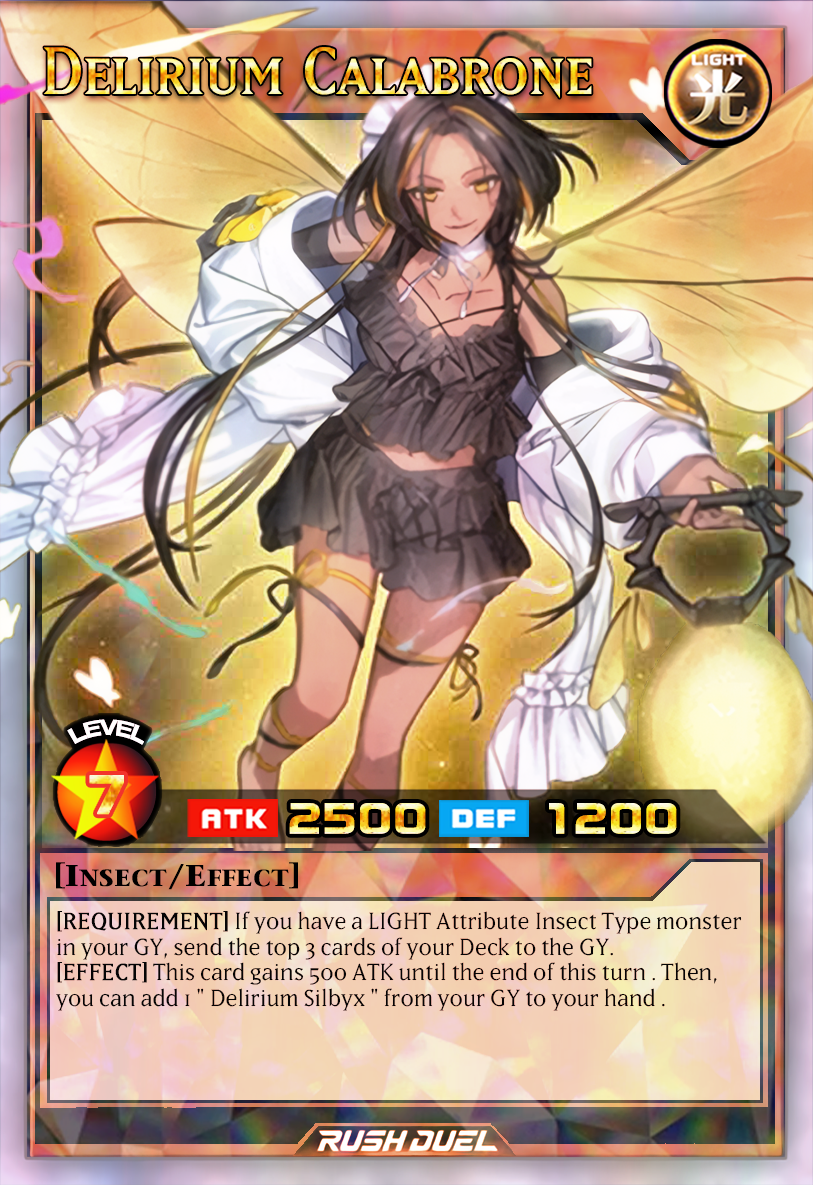 Delirium Calabrone
LIGHT
光
LEVEL
7
ATK 2500 DEF 1200
[Insect/Effect]
[REQUIREMENT] If you have a LIGHT Attribute Insect Type monster
in your GY, send the top 3 cards of your Deck to the GY.
[EFFECT] This card gains 500 ATK until the end of this turn . Then,
you can add 1 " Delirium Silbyx " from your GY to your hand .
RUSH DUEL